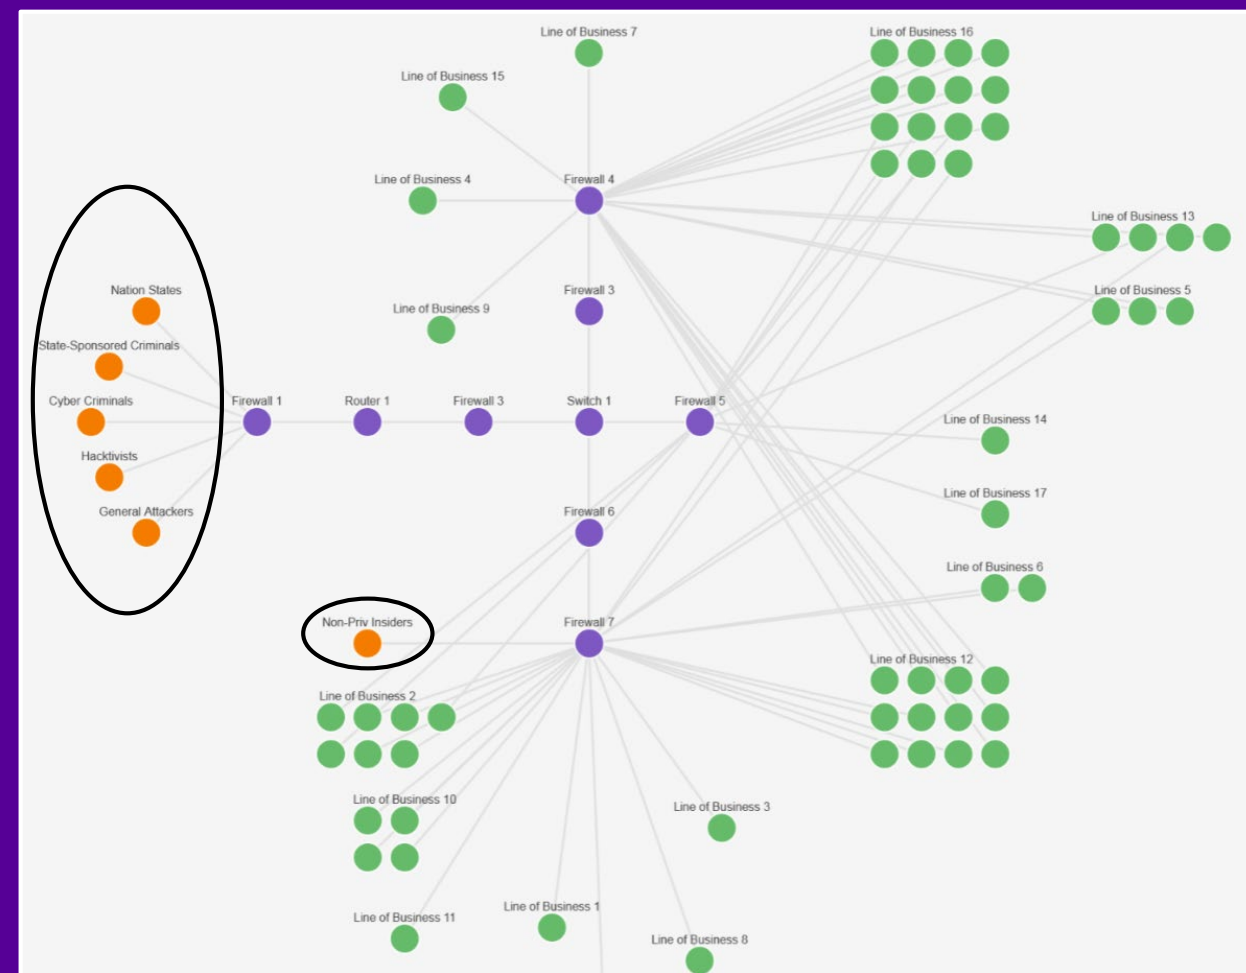 Line of Business 7
Line of Business 16
Line of Business 15
Line of Business 4
Firewall 4
Line of Business 13
Nation States
Firewall 3
Line of Business 5
Line of Business 9
State-Sponsored Criminals
Cyber Criminals
Firewall 1
Router 1
Firewall 3
Switch 1
Firewall 5
Line of Business 14
Hacktivists
Line of Business 17
General Attackers
Firewall 6
Line of Business 6
Non-Priv Insiders
Firewall 7
Line of Business 12
Line of Business 2
Line of Business 10
Line of Business 3
Line of Business 1
Line of Business 11
Line of Business 8